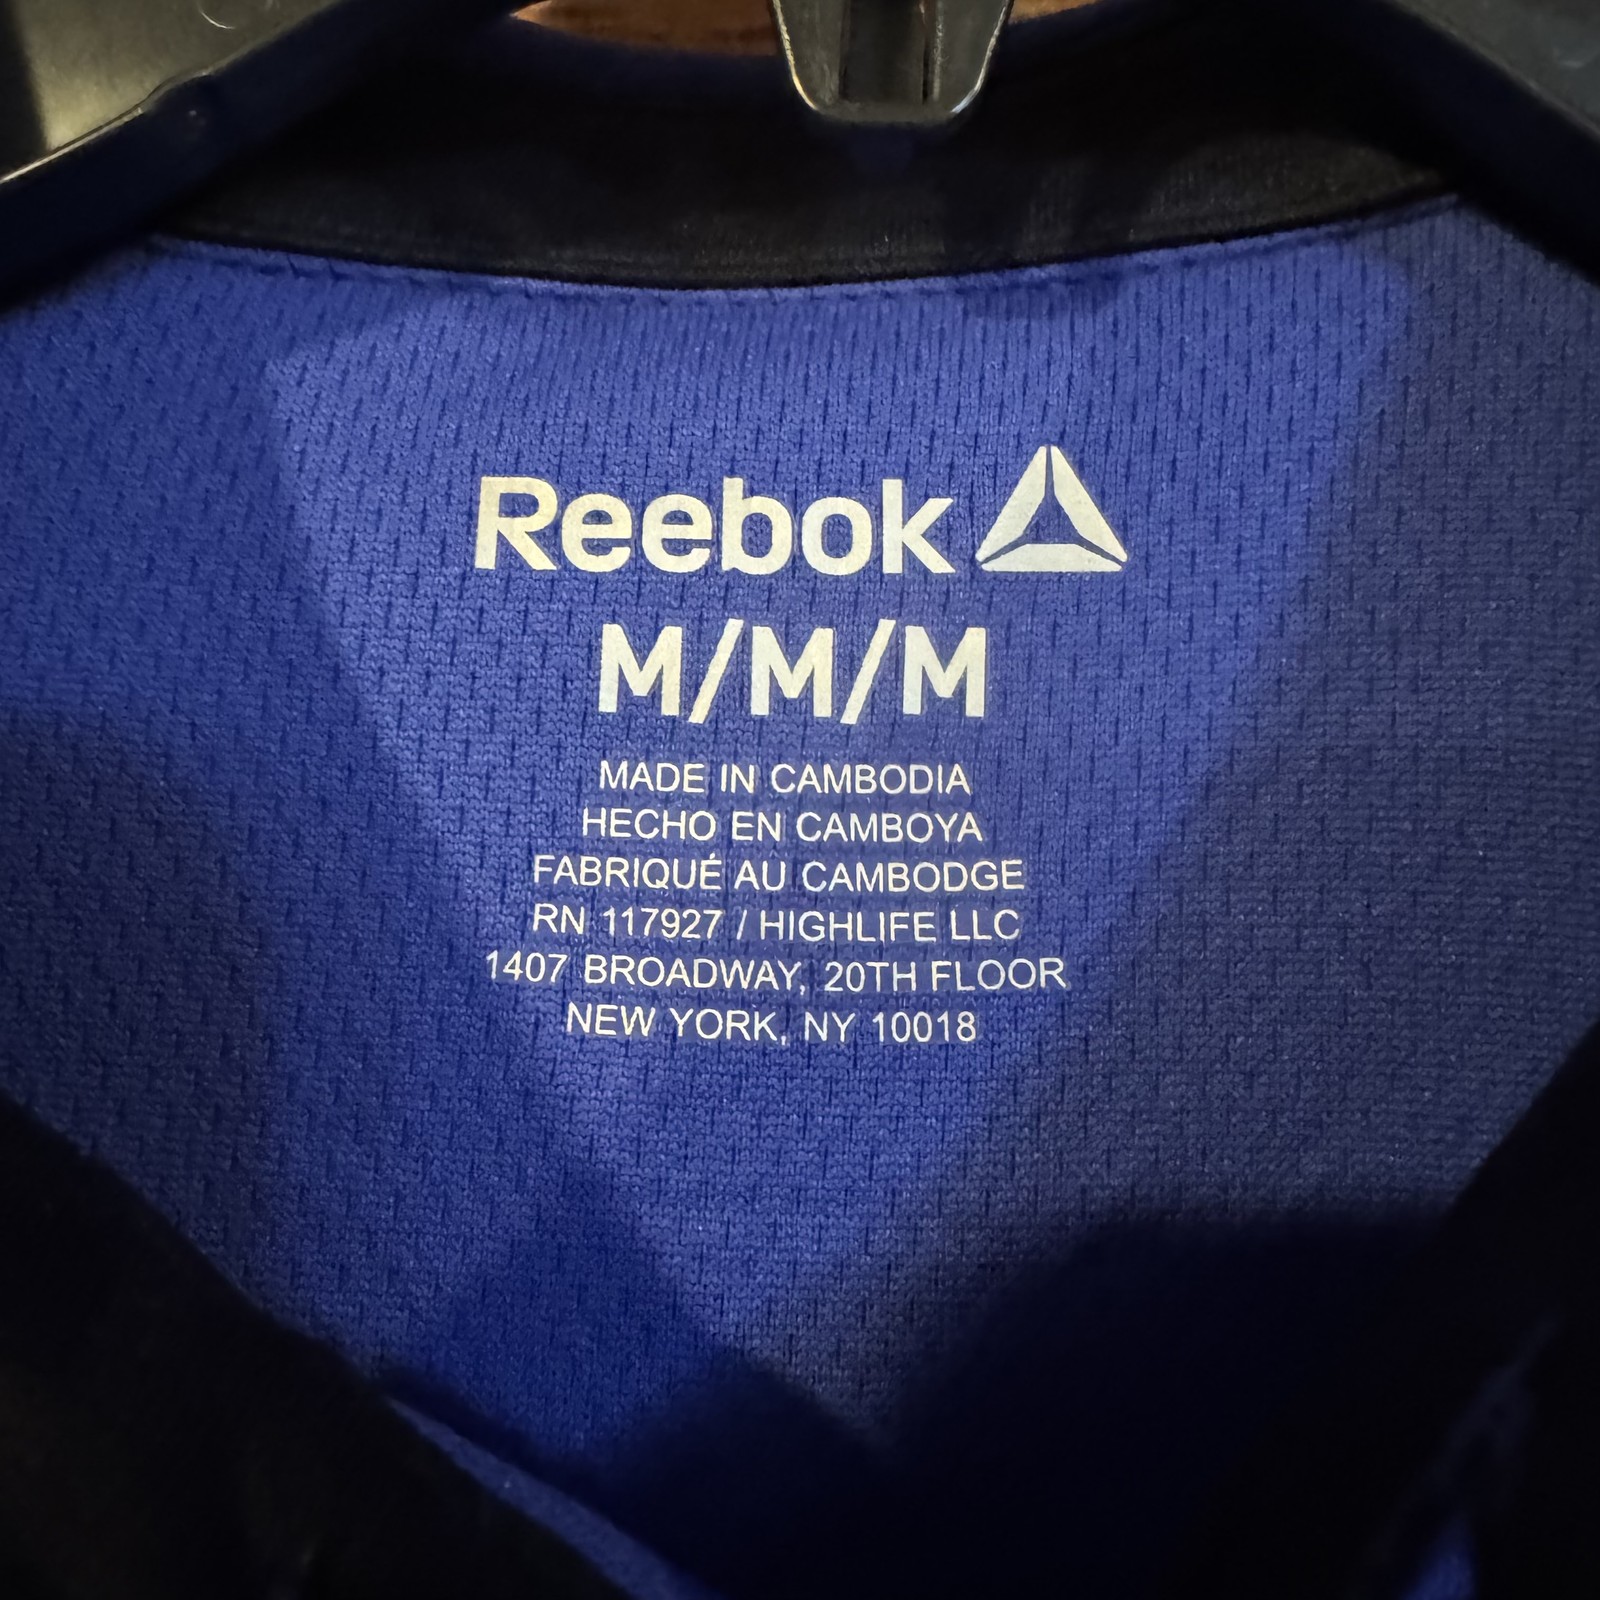 Reebok
M/M/M
MADE IN CAMBODIA
HECHO EN CAMBOYA
FABRIQUÉ AU CAMBODGE
RN 117927 / HIGHLIFE LLC
1407 BROADWAY, 20TH FLOOR
NEW YORK, NY 10018